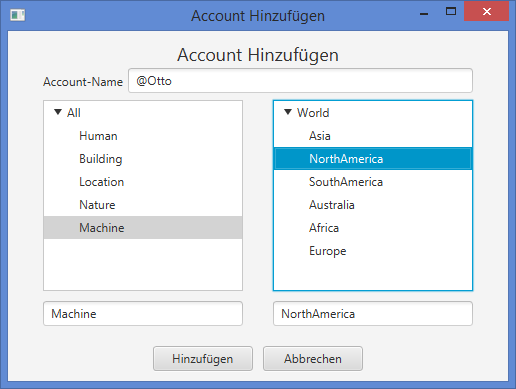 Account Hinzufügen
Account Hinzufügen
Account-Name @Otto
All
Human
Building
Location
Nature
Machine
World
Asia
NorthAmerica
SouthAmerica
Australia
Africa
Europe
Machine
NorthAmerica
Hinzufügen Abbrechen